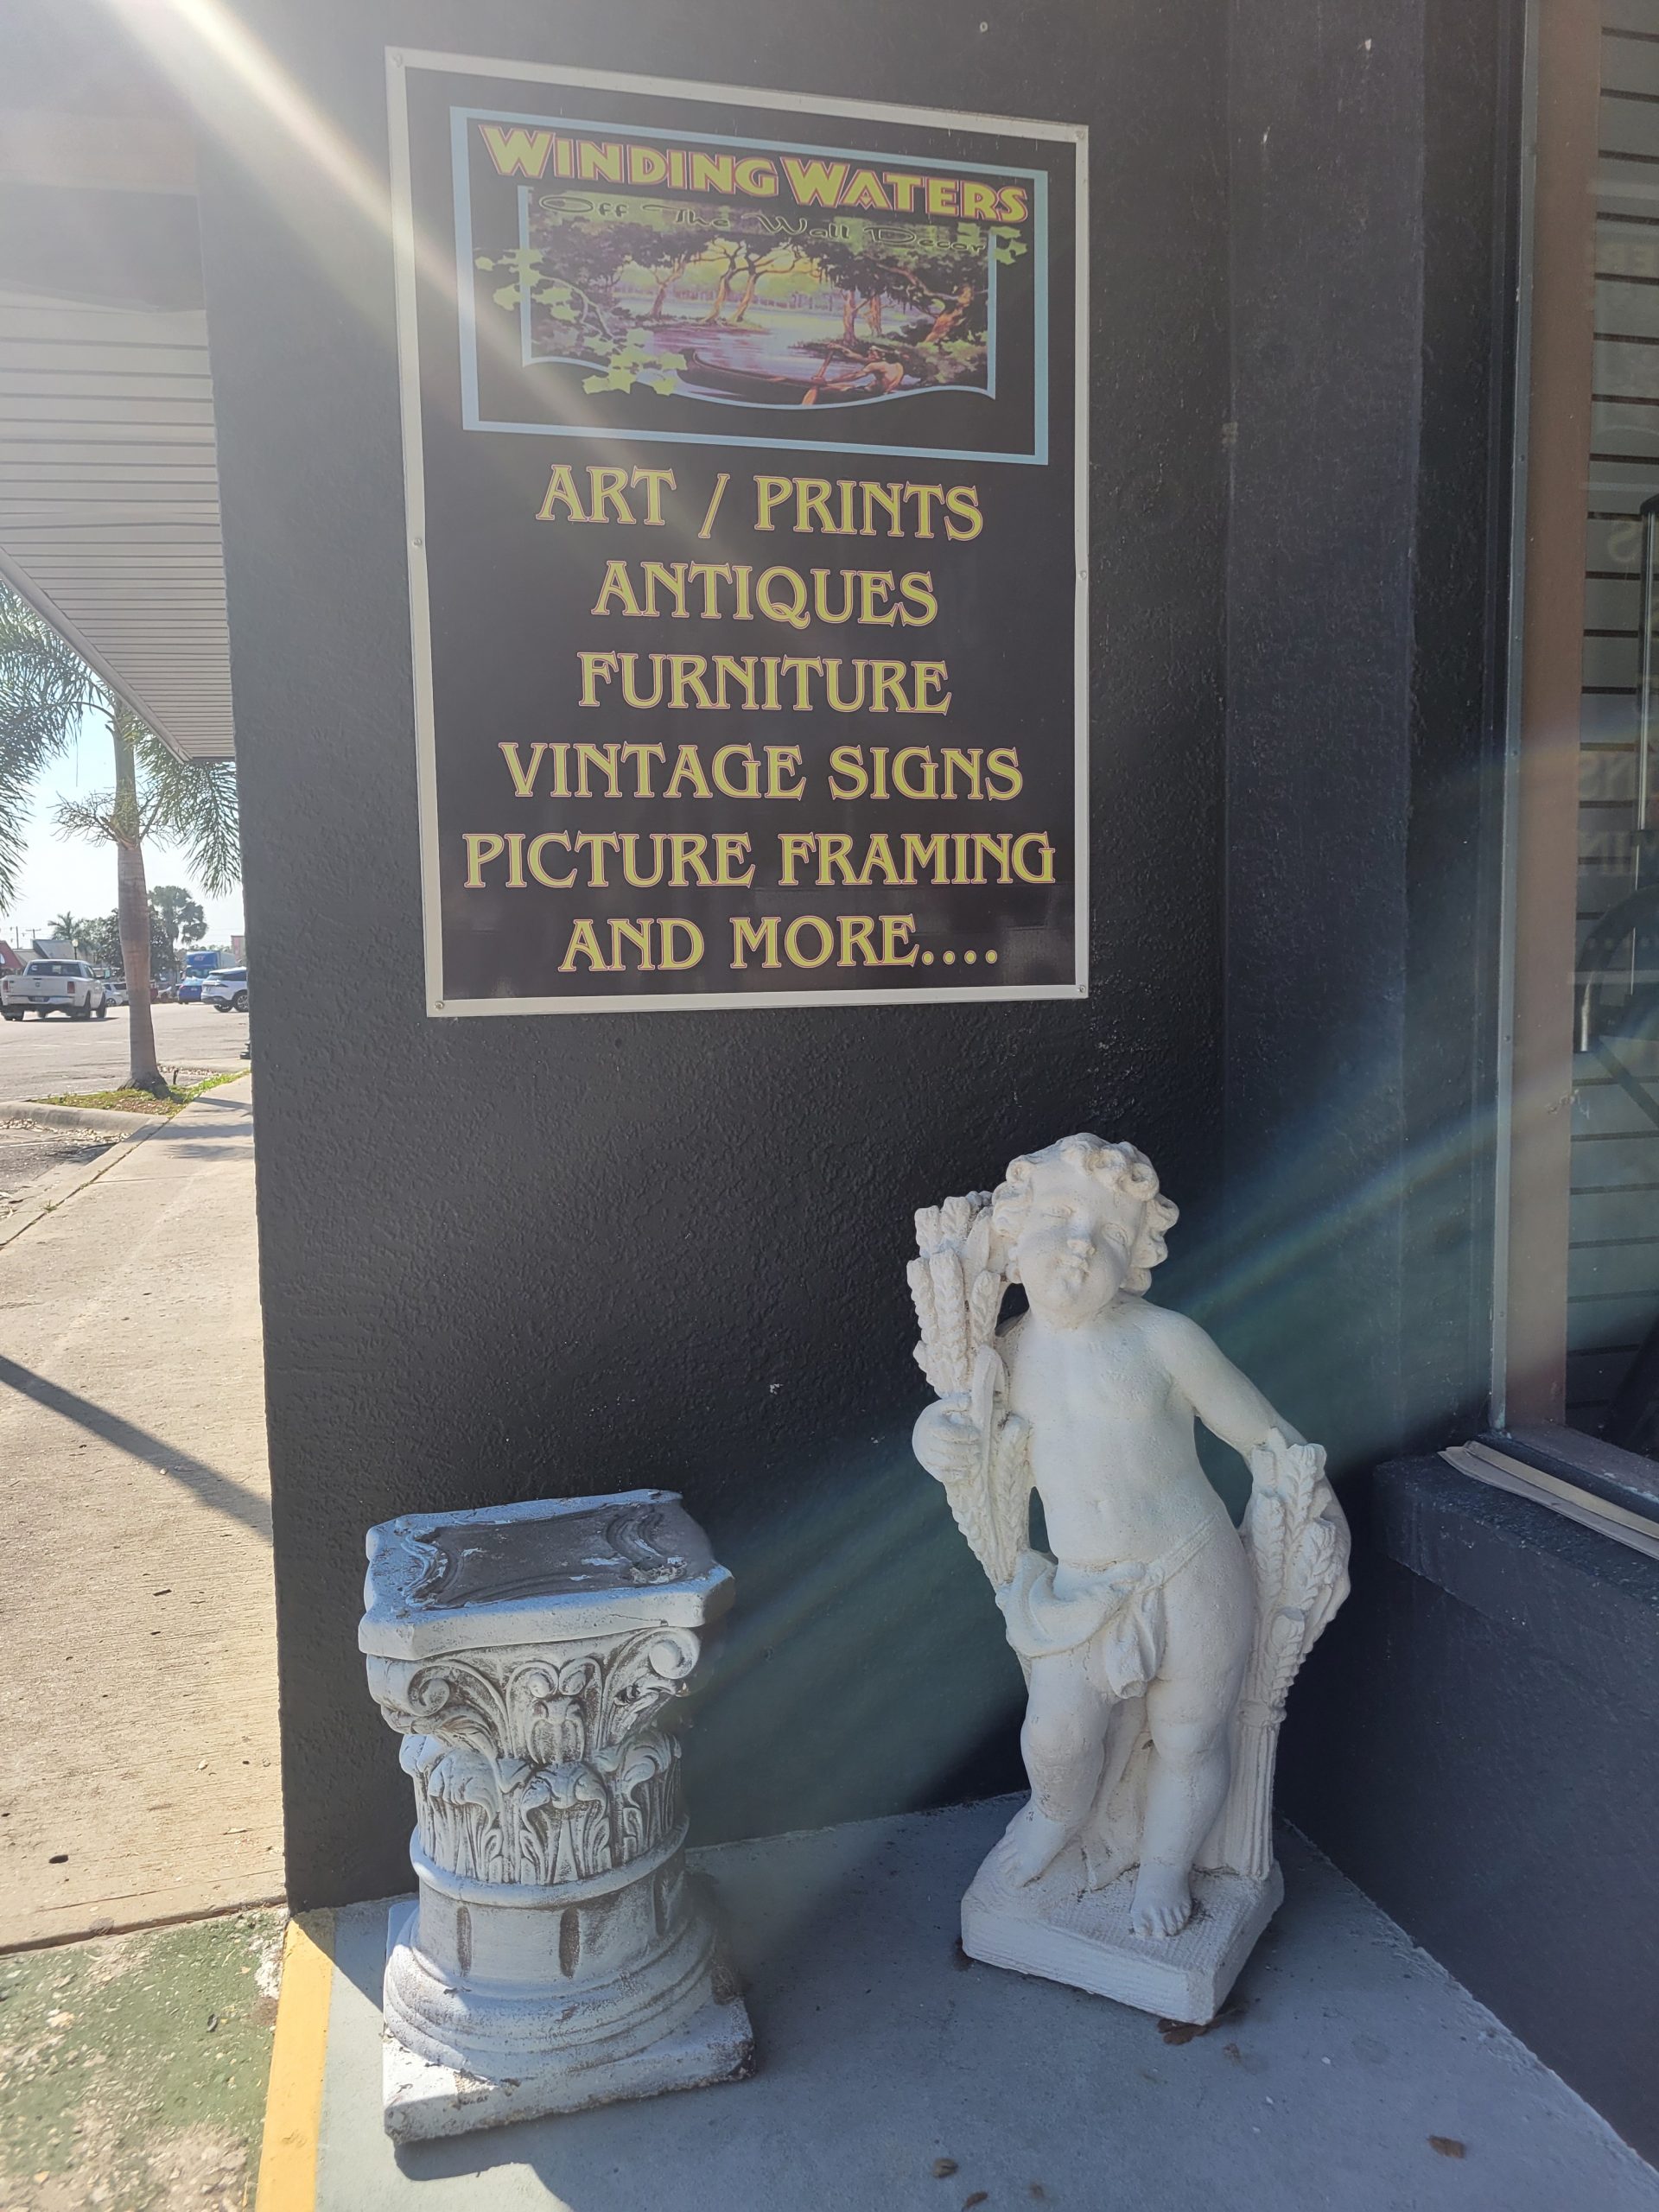 WINDING WATERS
Off The Wall Decor
ART / PRINTS
ANTIQUES
FURNITURE
VINTAGE SIGNS
PICTURE FRAMING
AND MORE....